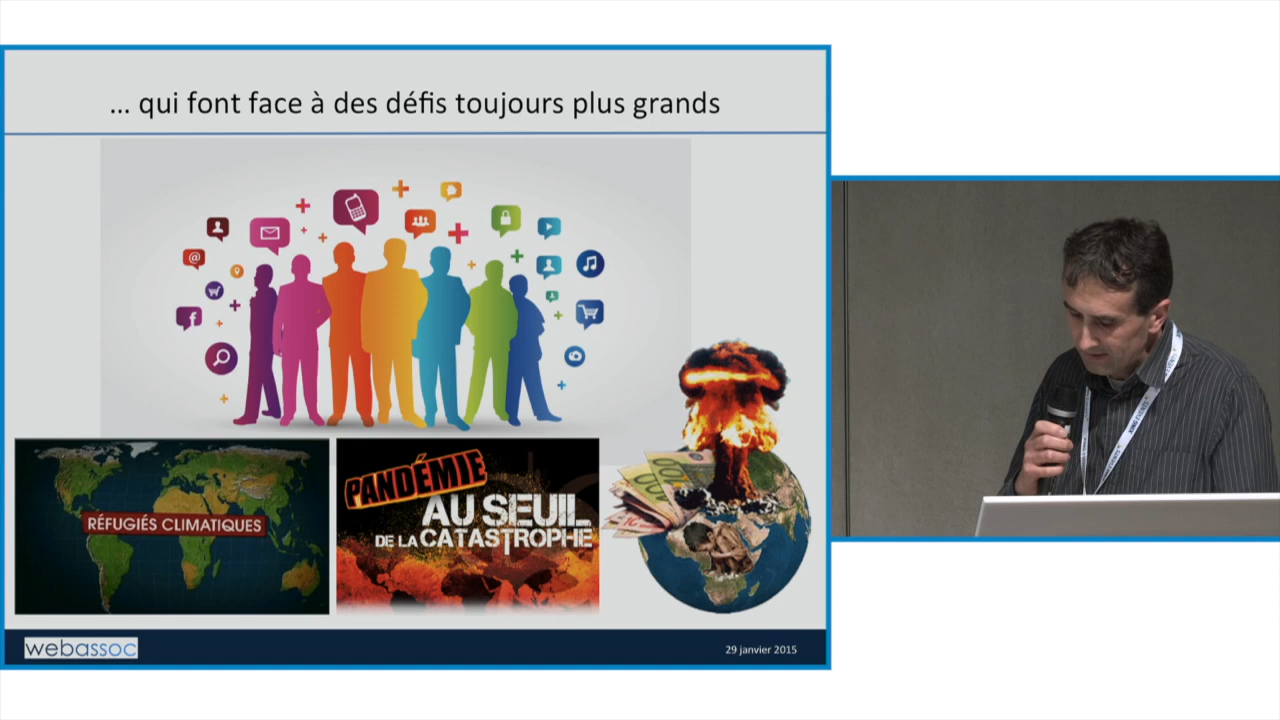 ... qui font face à des défis toujours plus grands
RÉFUGIÉS CLIMATIQUES
PANDÉMIE
AU SEUIL
DE LA CATASTROPHE
webassoc
29 janvier 2015